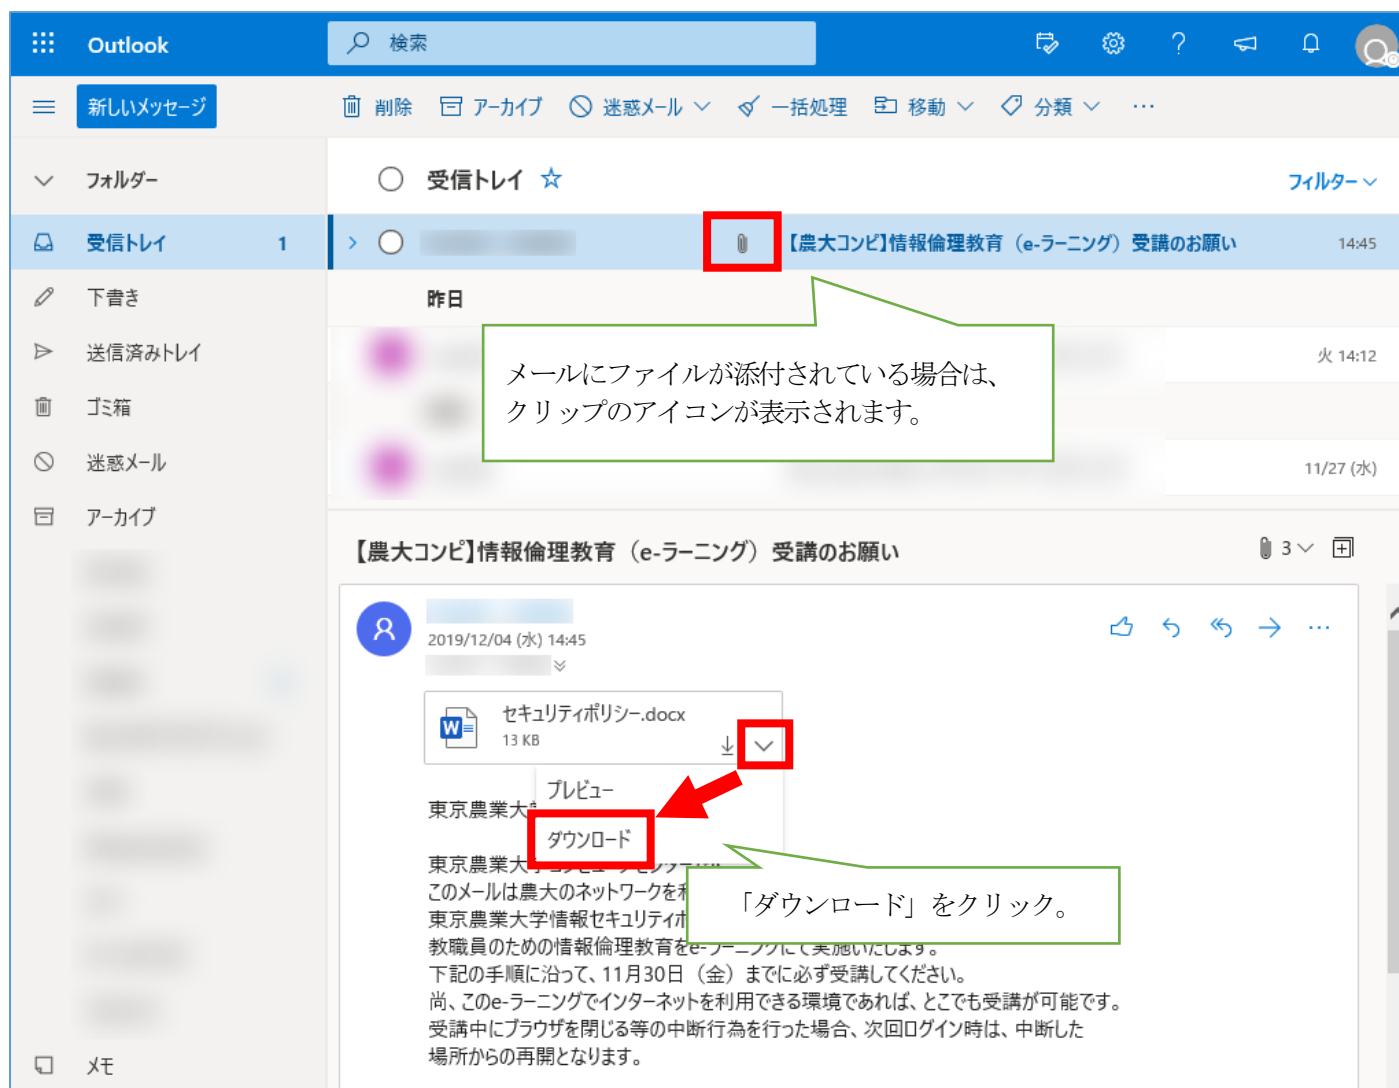 Outlook
検索
新しいメッセージ
削除 アーカイブ 迷惑メール 一括処理 移動 分類 …
フォルダー
受信トレイ ☆
フィルター
受信トレイ 1
【農大コンピ】情報倫理教育（e-ラーニング）受講のお願い 14:45
下書き
昨日
送信済みトレイ
火 14:12
メールにファイルが添付されている場合は、
クリップのアイコンが表示されます。
ゴミ箱
迷惑メール
11/27 (水)
アーカイブ
【農大コンピ】情報倫理教育（e-ラーニング）受講のお願い
3
2019/12/04 (水) 14:45
セキュリティポリシー.docx
13 KB
プレビュー
ダウンロード
「ダウンロード」をクリック。
東京農業大
東京農業大
このメールは農大のネットワークを
東京農業大学情報セキュリティ
教職員のための情報倫理教育をe-ラーニングにて実施いたします。
下記の手順に沿って、11月30日（金）までに必ず受講してください。
尚、このe-ラーニングでインターネットを利用できる環境であれば、とこでも受講が可能です。
受講中にブラウザを閉じる等の中断行為を行った場合、次回ログイン時は、中断した
場所からの再開となります。
メモ